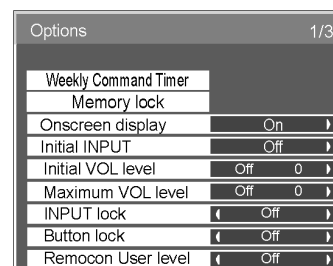 Options 1/3
Weekly Command Timer
Memory lock
Onscreen display On
Initial INPUT Off
Initial VOL level Off 0
Maximum VOL level Off 0
INPUT lock Off
Button lock Off
Remocon User level Off